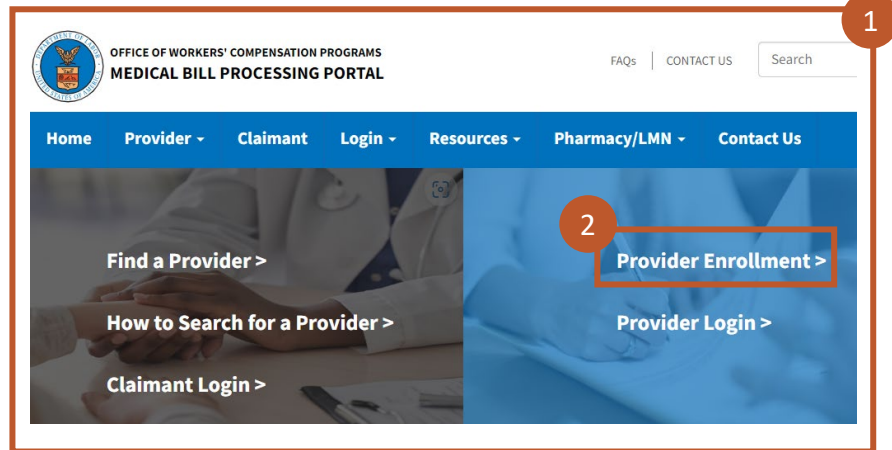 1
OFFICE OF WORKERS' COMPENSATION PROGRAMS
MEDICAL BILL PROCESSING PORTAL
FAQs | CONTACT US Search
Home Provider Claimant Login Resources Pharmacy/LMN Contact Us
2
Find a Provider >
Provider Enrollment >
How to Search for a Provider >
Provider Login >
Claimant Login >